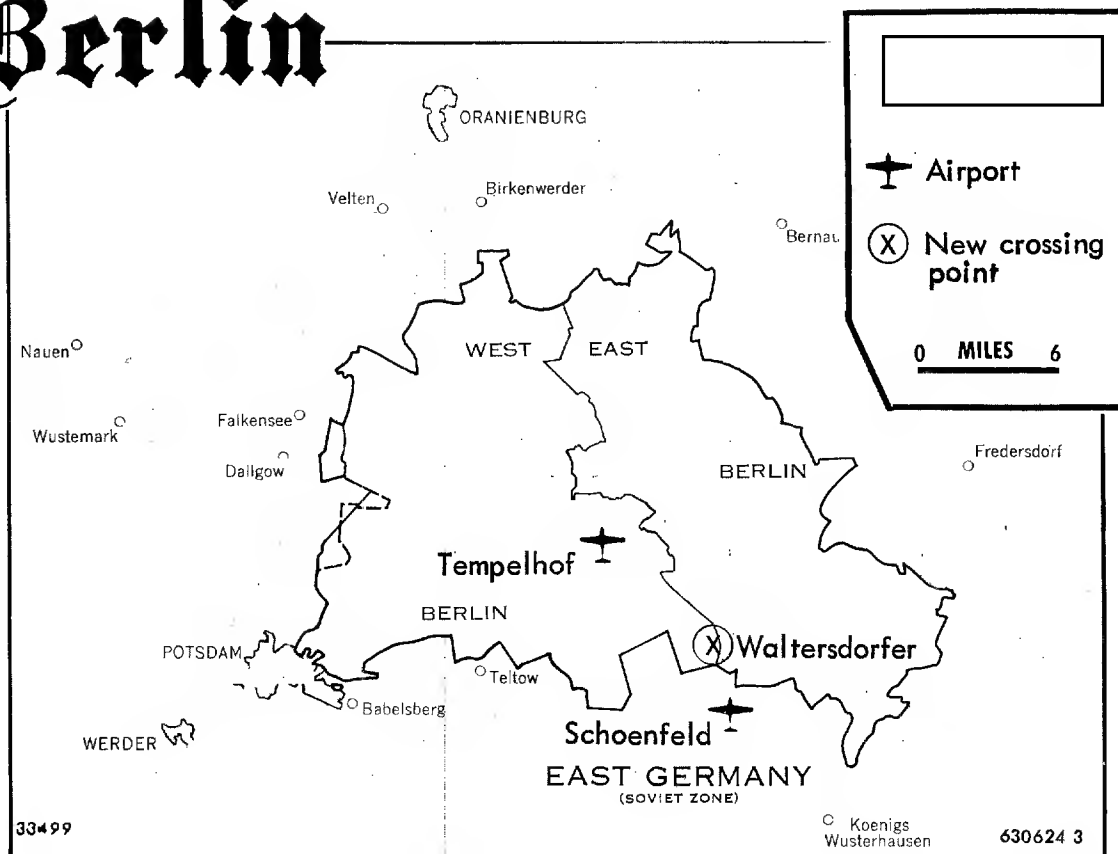 Berlin
Airport
X New crossing
point
0 MILES 6
ORANIENBURG
Velten
Birkenwerder
Bernau
Nauen
WEST EAST
Wustemark
Falkensee
Dallgow
BERLIN
Fredersdorf
Tempelhof
BERLIN
POTSDAM
X Waltersdorfer
Teltow
Babelsberg
WERDER
Schoenfeld
EAST GERMANY
(SOVIET ZONE)
Koenigs
Wusterhausen
630624 3